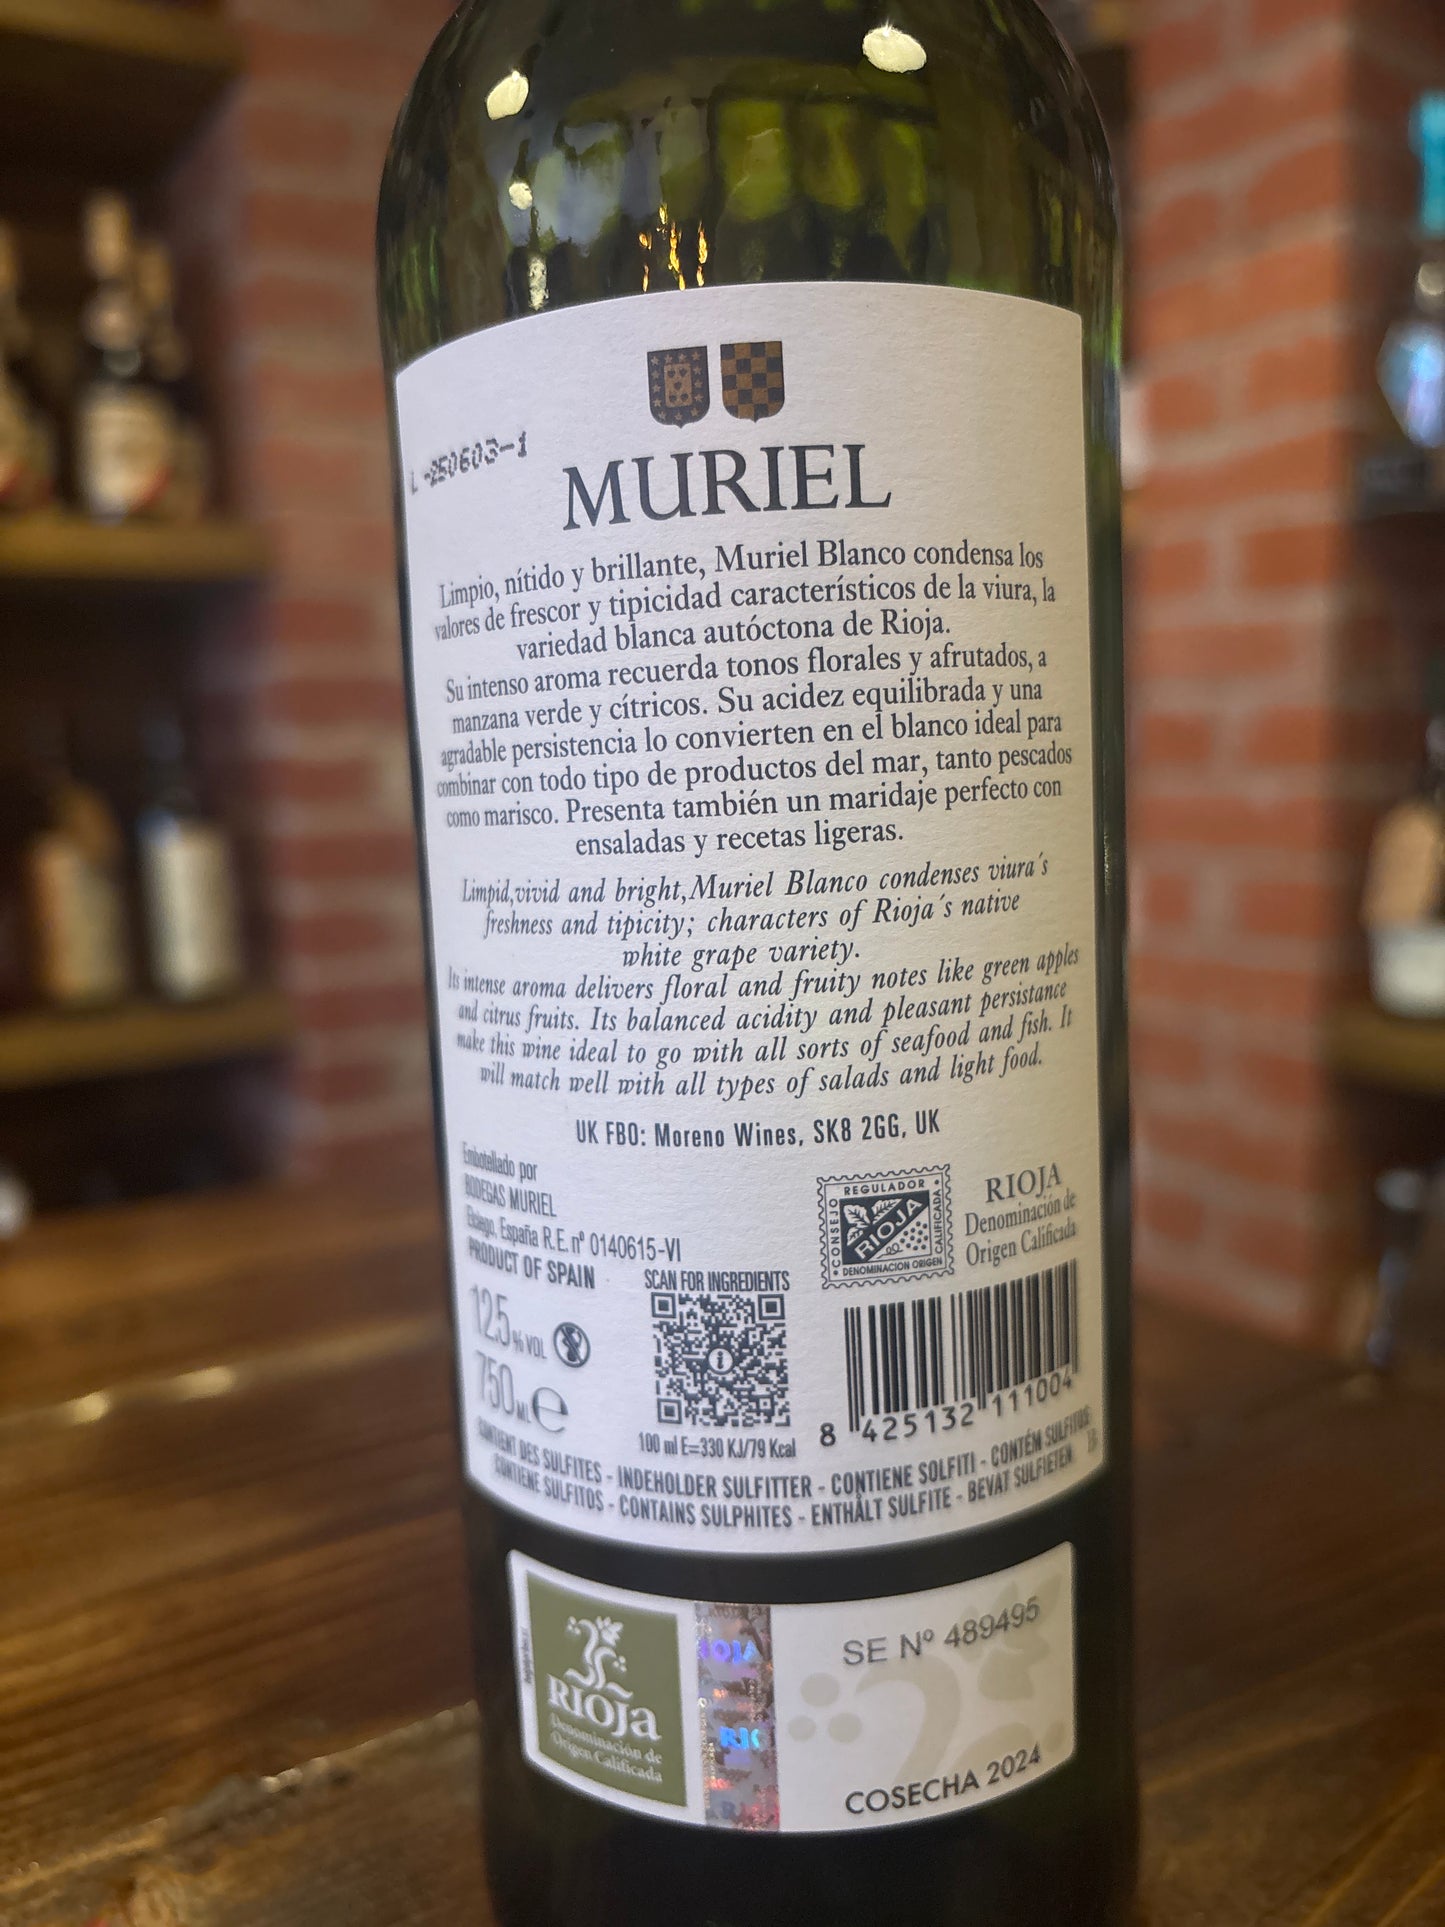 L-250603-1
MURIEL
Limpio, nítido y brillante, Muriel Blanco condensa los
valores de frescor y tipicidad característicos de la viura, la
variedad blanca autóctona de Rioja.
Su intenso aroma recuerda tonos florales y afrutados, a
manzana verde y cítricos. Su acidez equilibrada y una
agradable persistencia lo convierten en el blanco ideal para
combinar con todo tipo de productos del mar, tanto pescados
como marisco. Presenta también un maridaje perfecto con
ensaladas y recetas ligeras.
Limpid,vivid and bright,Muriel Blanco condenses viura´s
freshness and tipicity; characters of Rioja´s native
white grape variety.
Its intense aroma delivers floral and fruity notes like green apples
and citrus fruits. Its balanced acidity and pleasant persistance
make this wine ideal to go with all sorts of seafood and fish. It
will match well with all types of salads and light food.
UK FBO: Moreno Wines, SK8 2GG, UK
Embotellado por
BODEGAS MURIEL
Elciego, España R.E. nº 0140615-VI
PRODUCT OF SPAIN
12.5 % VOL
750 ML e
SCAN FOR INGREDIENTS
i
100 ml E=330 KJ/79 Kcal
CONSEJO REGULADOR CALIFICADA
RIOJA
DENOMINACION ORIGEN
RIOJA
Denominación de
Origen Calificada
8 425132 111004
CONTIENT DES SULFITES - INDEHOLDER SULFITTER - CONTIENE SOLFITI - CONTÉM SULFITOS
CONTIENE SULFITOS - CONTAINS SULPHITES - ENTHÄLT SULFITE - BEVAT SULFIETEN
RIOJA
Denominación de
Origen Calificada
RIOJA
SE Nº 489495
COSECHA 2024